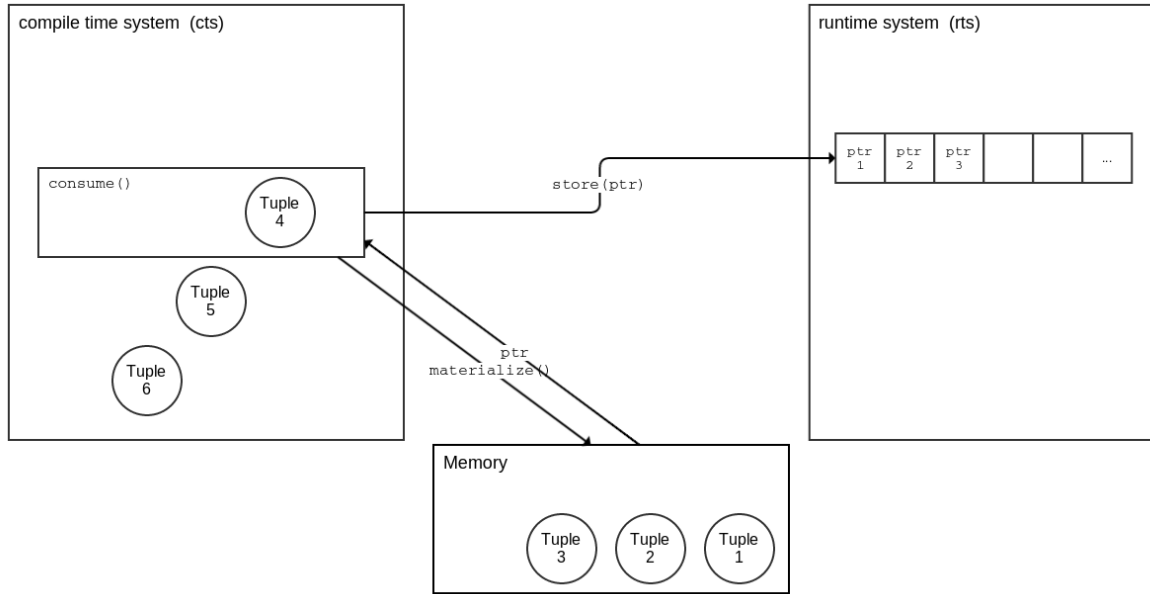 compile time system  (cts)
runtime system  (rts)
consume()
Tuple
4
Tuple
5
Tuple
6
store(ptr)
ptr
1
ptr
2
ptr
3
...
ptr
materialize()
Memory
Tuple
3
Tuple
2
Tuple
1